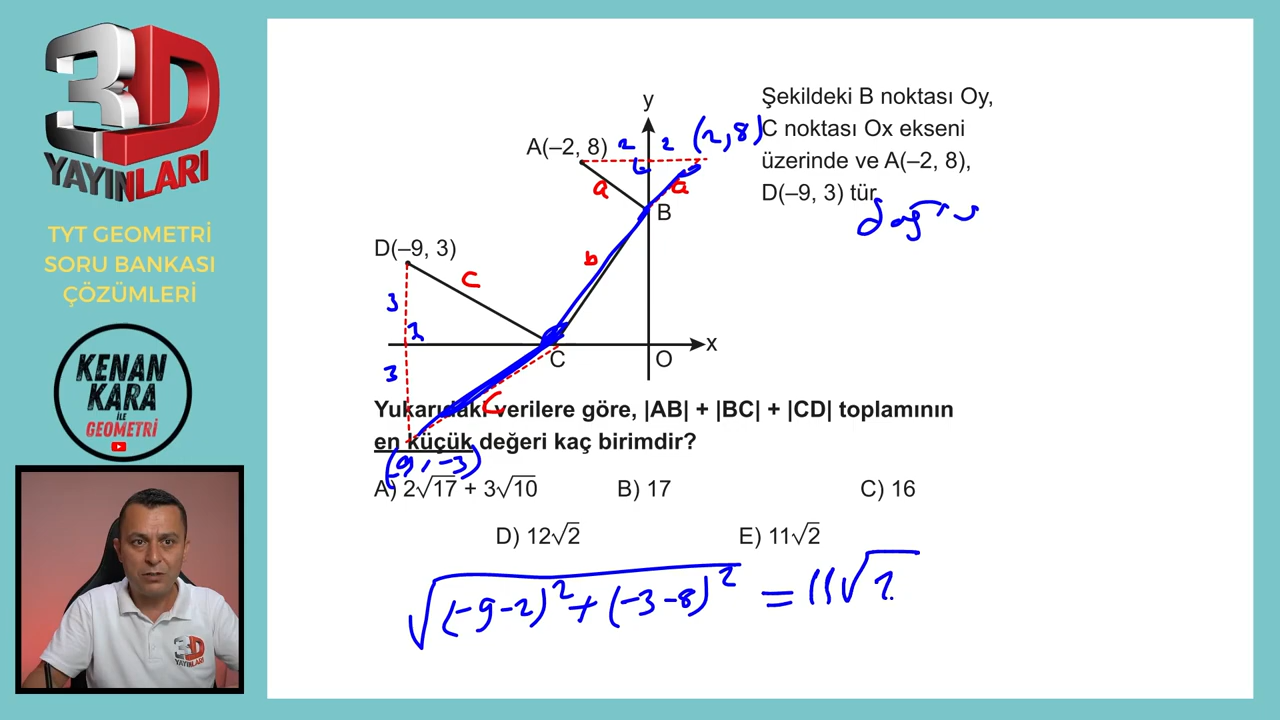 3D
YAYINLARI
TYT GEOMETRİ
SORU BANKASI
ÇÖZÜMLERİ
KENAN
KARA
İLE
GEOMETRİ
3D
YAYINLARI
y
A(–2, 8)
2
2
(2,8)
a
a
B
D(–9, 3)
C
b
3
3
C
O
x
C
(-9, -3)
Şekildeki B noktası Oy,
C noktası Ox ekseni
üzerinde ve A(–2, 8),
D(–9, 3) tür.
Yukarıdaki verilere göre, |AB| + |BC| + |CD| toplamının
en küçük değeri kaç birimdir?
A) 2√17 + 3√10
B) 17
C) 16
D) 12√2
E) 11√2
√(-9-2)² + (-3-8)² = 11√2